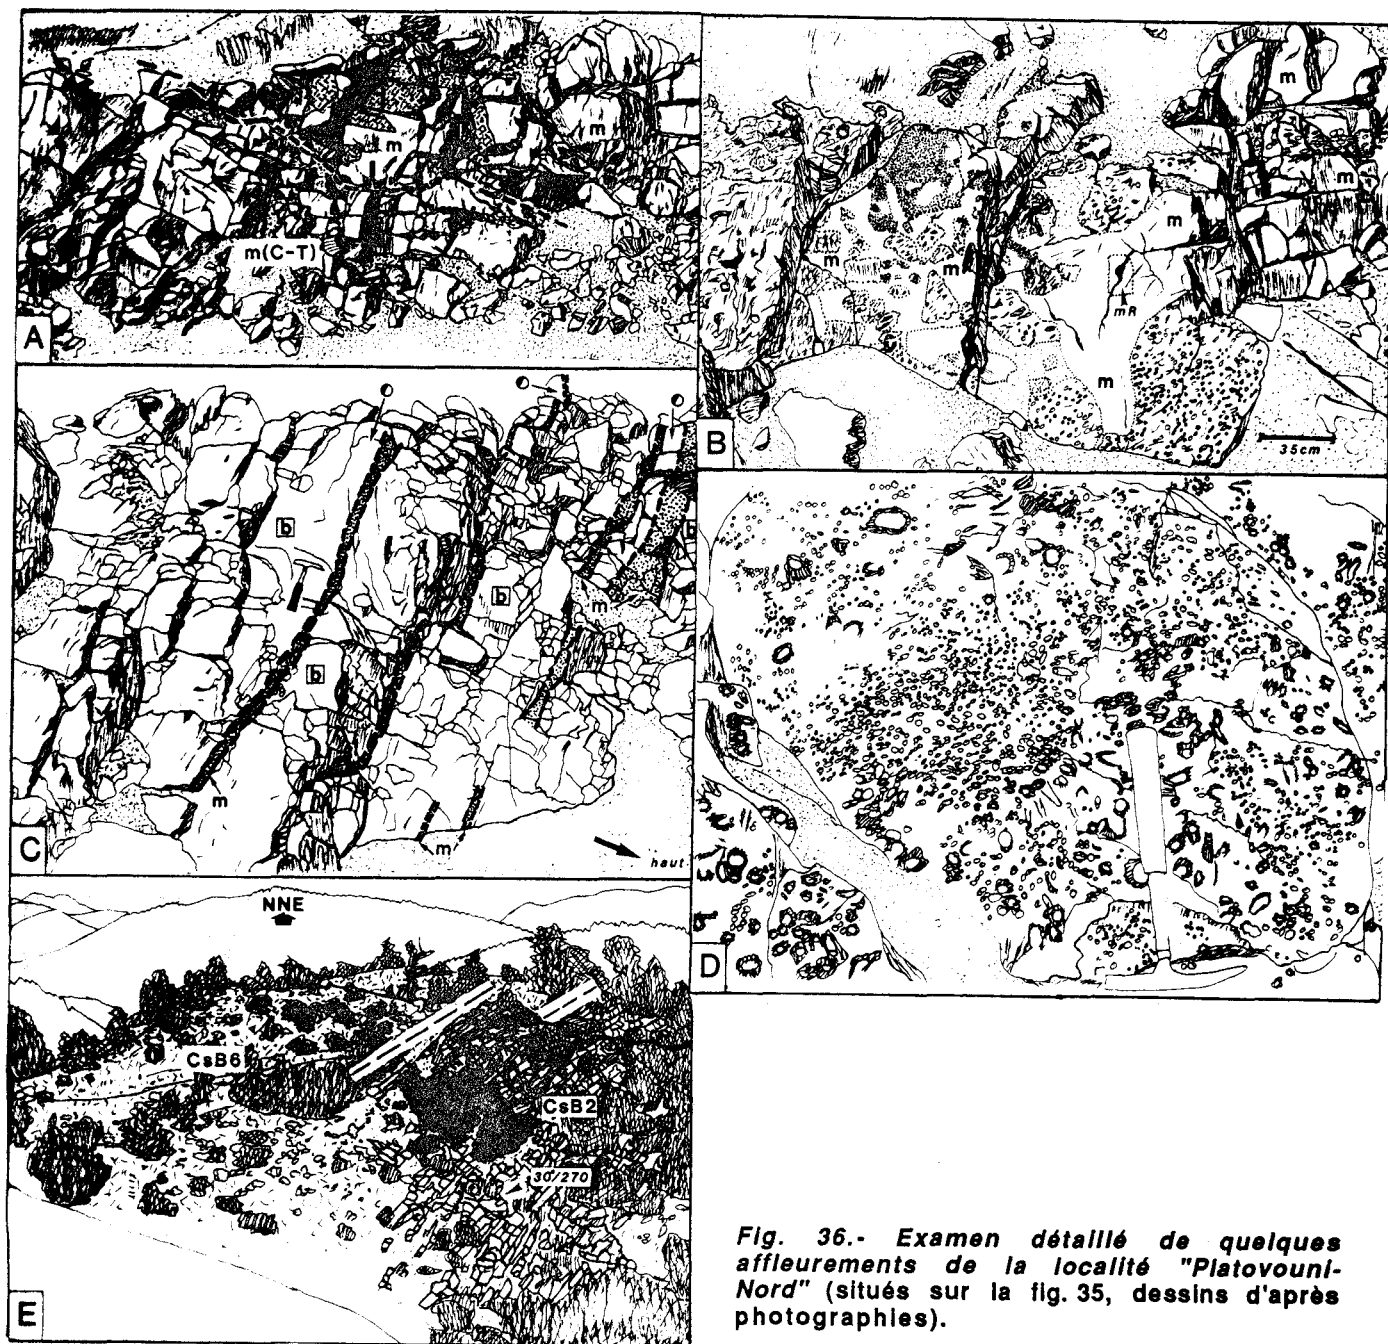 m
m
m(C-T)
A
m
m
m
m
m
mR
m
35cm
B
b
b
b
b
m
m
m
haut
C
D
NNE
CsB6
CsB2
30/270
E
Fig. 36.- Examen détaillé de quelques
affleurements de la localité "Platovouni-
Nord" (situés sur la fig. 35, dessins d'après
photographies).